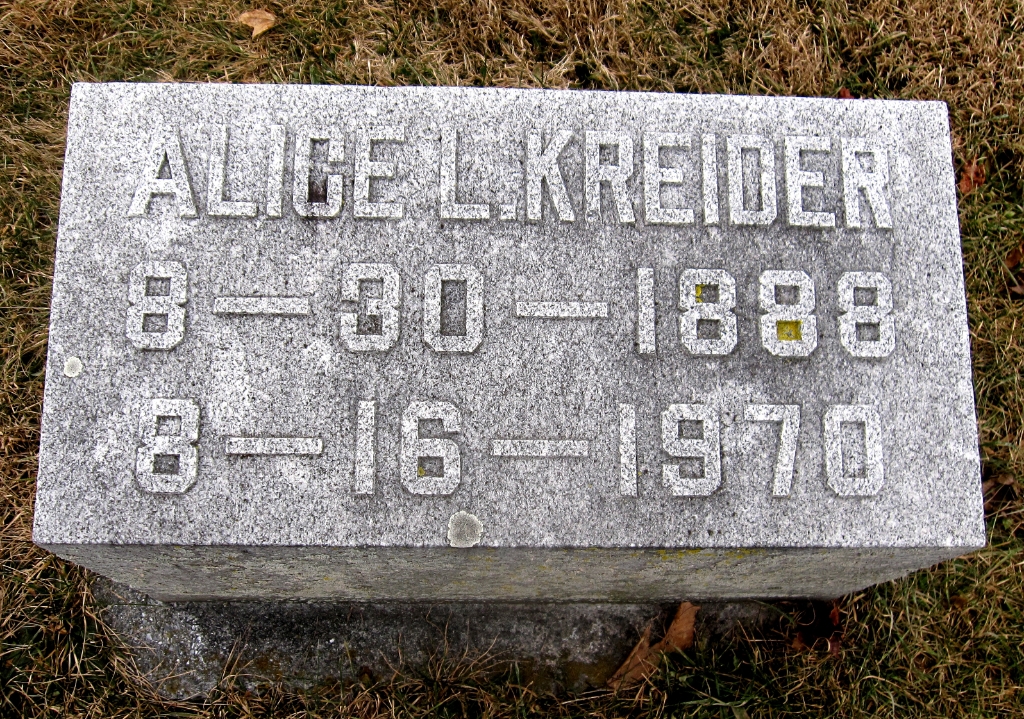 ALICE L. KREIDER
8 — 30 — 1888
8 — 16 — 1970